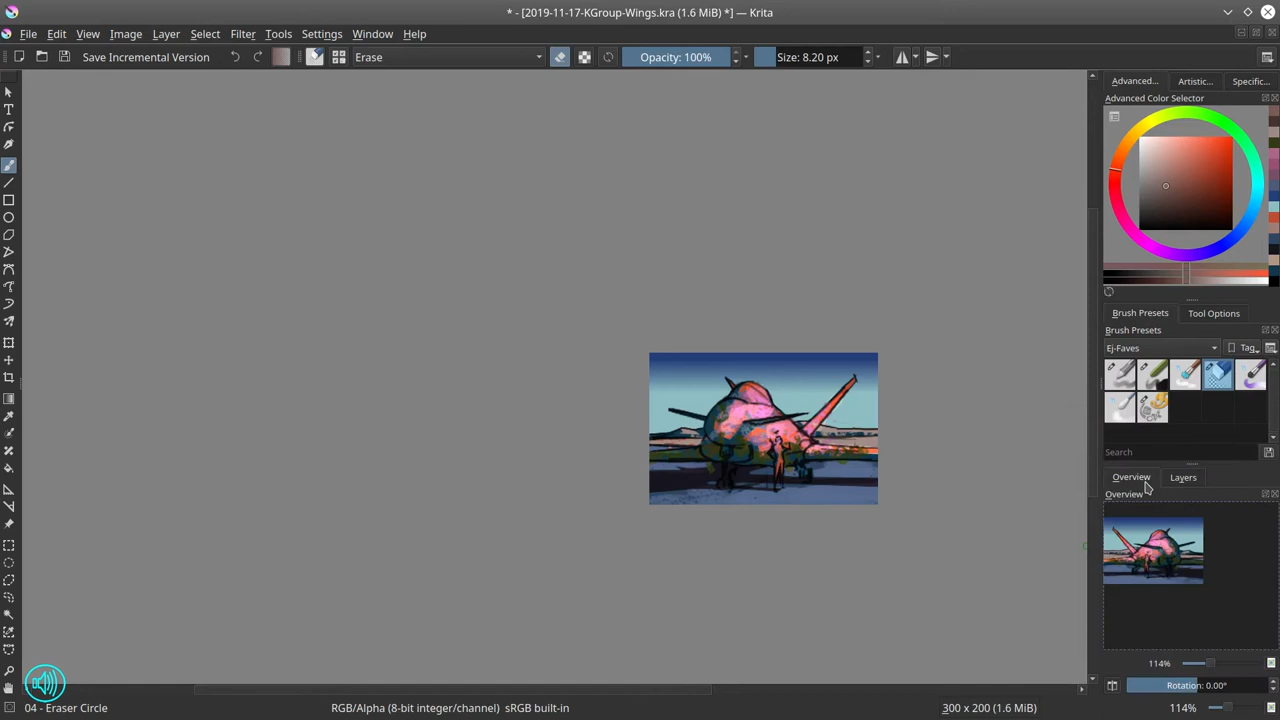 * - [2019-11-17-KGroup-Wings.kra (1.6 MiB) *] — Krita
File Edit View Image Layer Select Filter Tools Settings Window Help
Save Incremental Version Erase Opacity: 100% Size: 8.20 px
Advanced... Artistic... Specific...
Advanced Color Selector
Brush Presets Tool Options
Brush Presets
Ej-Faves Tag
Search
Overview Layers
Overview
114%
Rotation: 0.00°
04 - Eraser Circle RGB/Alpha (8-bit integer/channel) sRGB built-in 300 x 200 (1.6 MiB) 114%